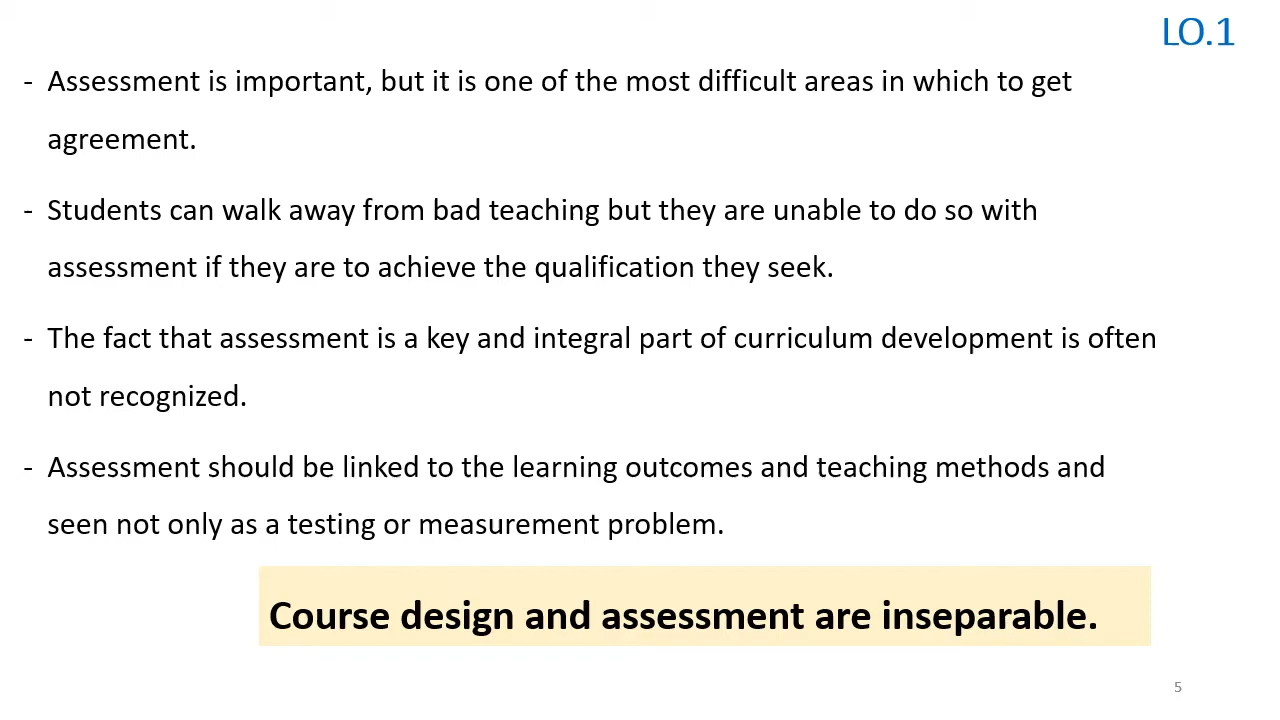 LO.1
- Assessment is important, but it is one of the most difficult areas in which to get
agreement.
- Students can walk away from bad teaching but they are unable to do so with
assessment if they are to achieve the qualification they seek.
- The fact that assessment is a key and integral part of curriculum development is often
not recognized.
- Assessment should be linked to the learning outcomes and teaching methods and
seen not only as a testing or measurement problem.
Course design and assessment are inseparable.
5